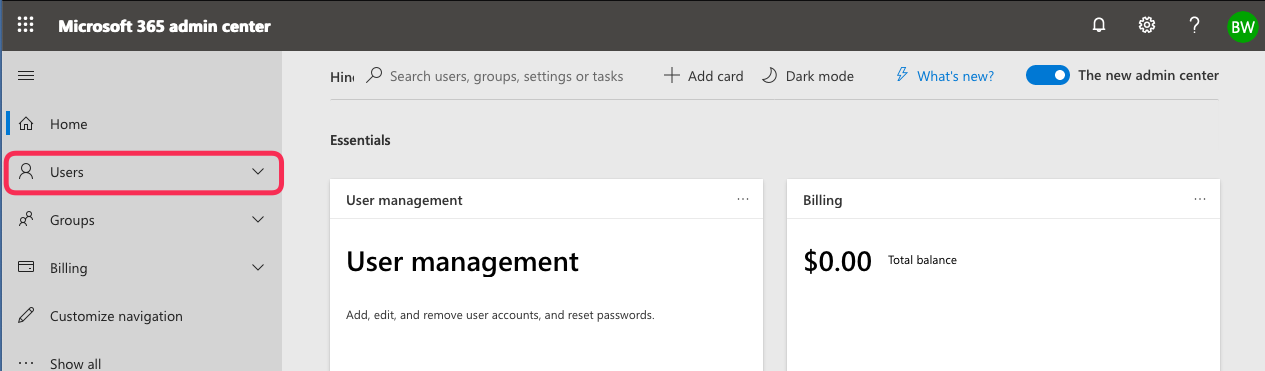 Microsoft 365 admin center
?
BW
Search users, groups, settings or tasks
Add card
Dark mode
What's new?
The new admin center
Home
Users
Groups
Billing
Customize navigation
Show all
Essentials
User management
...
User management
Add, edit, and remove user accounts, and reset passwords.
Billing
...
$0.00 Total balance